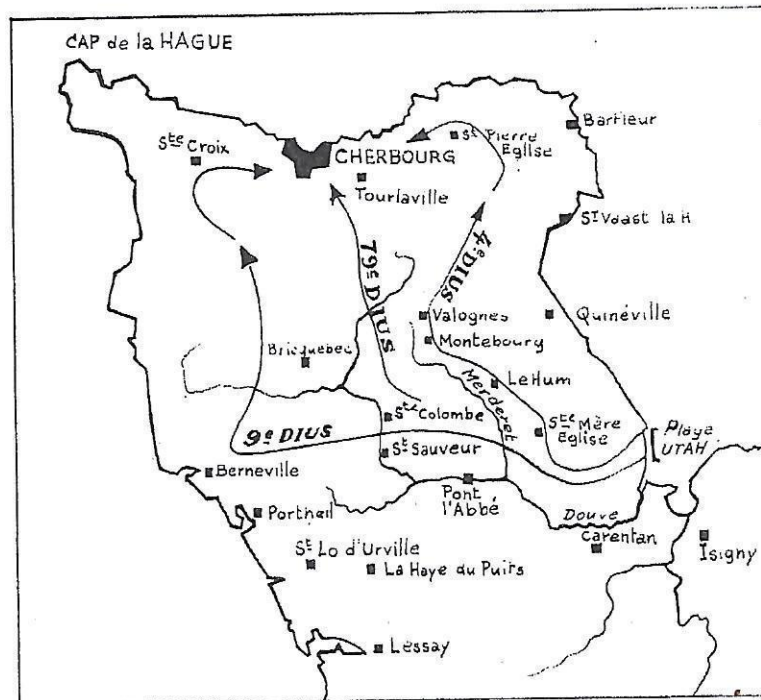 CAP de la HAGUE
Ste Croix
CHERBOURG
Tourlaville
St Pierre
Eglise
Barfleur
St Vaast la H
79e DIUS
4e DIUS
Valognes
Montebourg
Quinéville
Bricquebec
Le Hum
Merderet
Ste Colombe
Ste Mère
Eglise
Plage
UTAH
9e DIUS
St Sauveur
Berneville
Portbail
Pont
l'Abbé
Douve
Carentan
Isigny
St Lo d'Urville
La Haye du Puits
Lessay